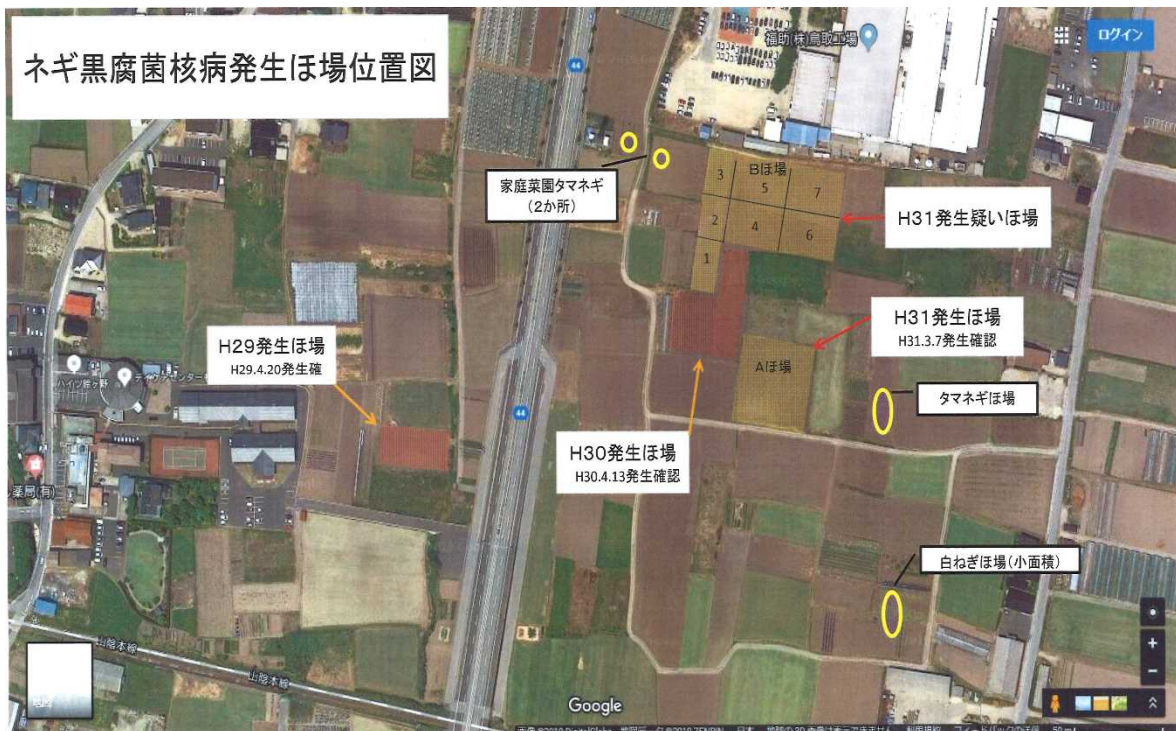 ネギ黒腐菌核病発生ほ場位置図
ログイン
福助(株)鳥取工場
44
家庭菜園タマネギ
(2か所)
Bほ場
3
5
7
2
4
6
1
H31発生疑いほ場
H31発生ほ場
H31.3.7発生確認
Aほ場
H29発生ほ場
H29.4.20発生確
タマネギほ場
44
H30発生ほ場
H30.4.13発生確認
薬局(有)
白ねぎほ場(小面積)
山陰本線
山陰本線
Google